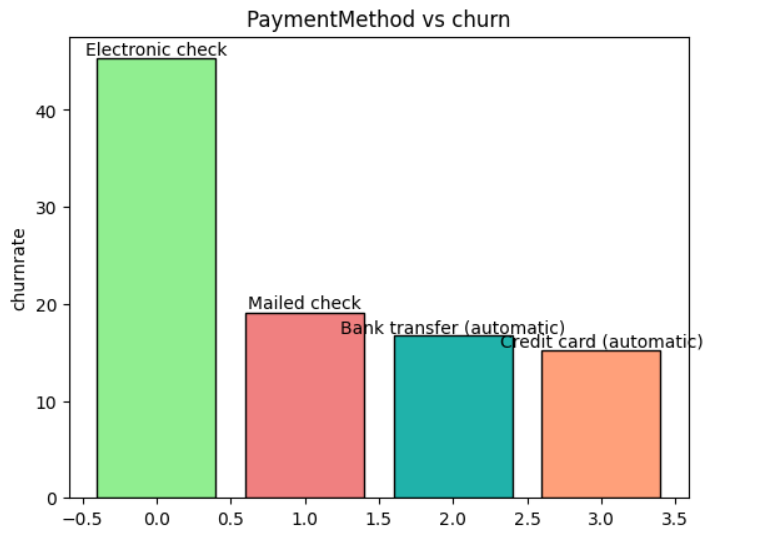 PaymentMethod vs churn
Electronic check
Mailed check
Bank transfer (automatic)
Credit card (automatic)
churnrate
40
30
20
10
0
−0.5 0.0 0.5 1.0 1.5 2.0 2.5 3.0 3.5